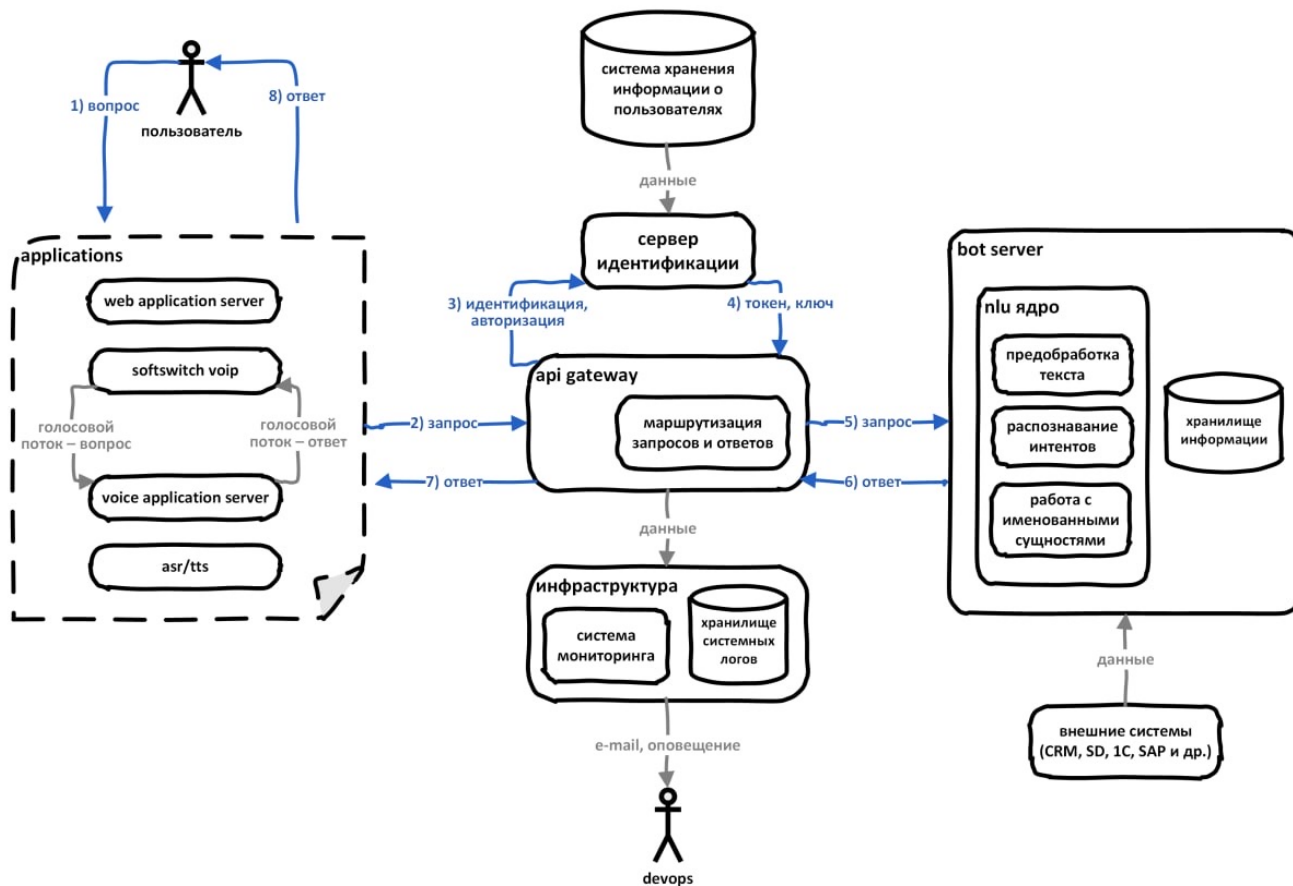 1) вопрос
8) ответ
пользователь
система хранения
информации о
пользователях
данные
сервер
идентификации
3) идентификация,
авторизация
4) токен, ключ
applications
web application server
softswitch voip
голосовой
поток – вопрос
голосовой
поток – ответ
voice application server
asr/tts
2) запрос
7) ответ
api gateway
маршрутизация
запросов и ответов
5) запрос
6) ответ
bot server
nlu ядро
предобработка
текста
распознавание
интентов
работа с
именованными
сущностями
хранилище
информации
данные
инфраструктура
система
мониторинга
хранилище
системных
логов
e-mail, оповещение
devops
данные
внешние системы
(CRM, SD, 1C, SAP и др.)